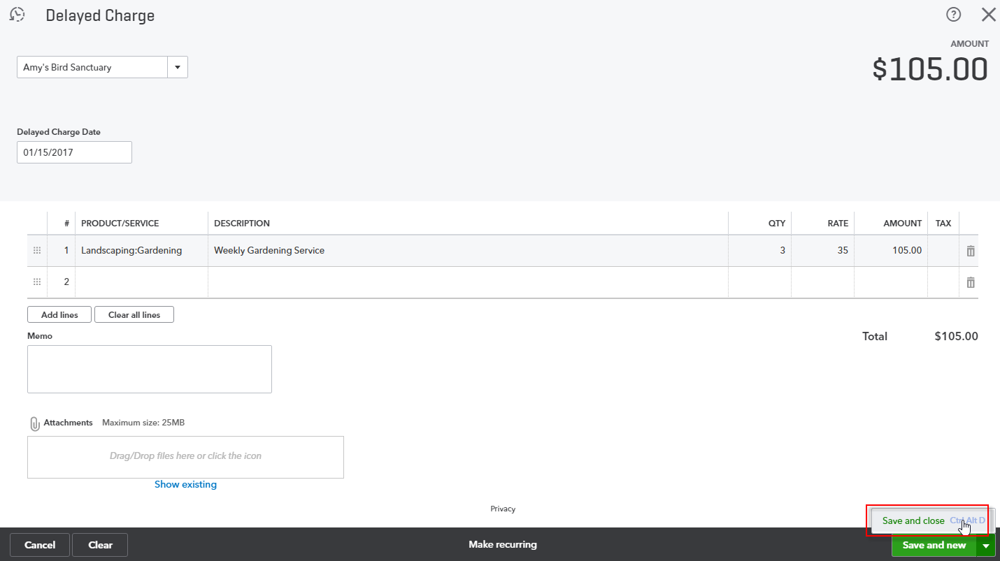 Delayed Charge
?
AMOUNT
$105.00
Amy's Bird Sanctuary
Delayed Charge Date
01/15/2017
# PRODUCT/SERVICE DESCRIPTION QTY RATE AMOUNT TAX
1 Landscaping:Gardening Weekly Gardening Service 3 35 105.00
2
Add lines Clear all lines
Memo
Total $105.00
Attachments Maximum size: 25MB
Drag/Drop files here or click the icon
Show existing
Privacy
Save and close Ctrl Alt D
Cancel Clear Make recurring Save and new